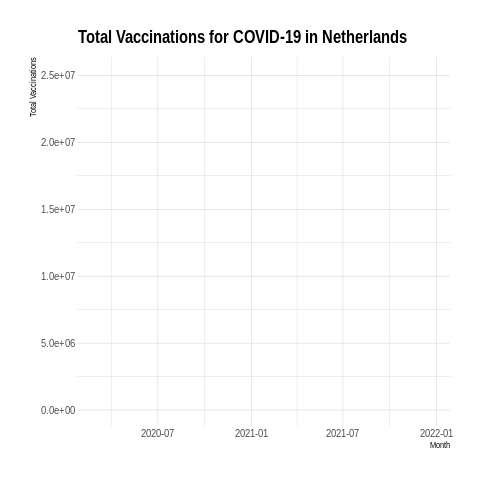 Total Vaccinations for COVID-19 in Netherlands
Total Vaccinations
2.5e+07
2.0e+07
1.5e+07
1.0e+07
5.0e+06
0.0e+00
2020-07 2021-01 2021-07 2022-01
Month